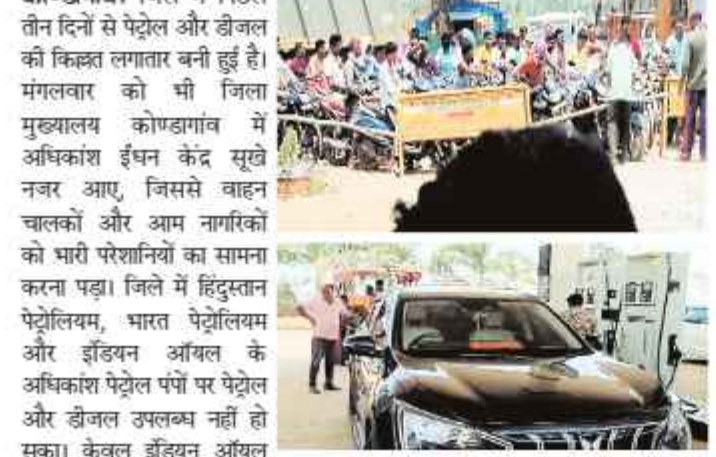 तीन दिनों से पेट्रोल और डीजल
की किल्लत लगातार बनी हुई है।
मंगलवार को भी जिला
मुख्यालय कोण्डागांव में
अधिकांश ईंधन केंद्र सूखे
नजर आए, जिससे वाहन
चालकों और आम नागरिकों
को भारी परेशानियों का सामना
करना पड़ा। जिले में हिंदुस्तान
पेट्रोलियम, भारत पेट्रोलियम
और इंडियन ऑयल के
अधिकांश पेट्रोल पंपों पर पेट्रोल
और डीजल उपलब्ध नहीं हो
सका। केवल इंडियन ऑयल